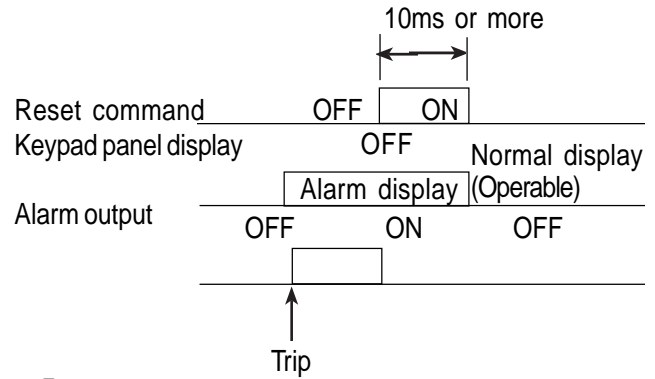 10ms or more
Reset command OFF ON
Keypad panel display OFF
Normal display
Alarm display (Operable)
Alarm output
OFF ON OFF
Trip